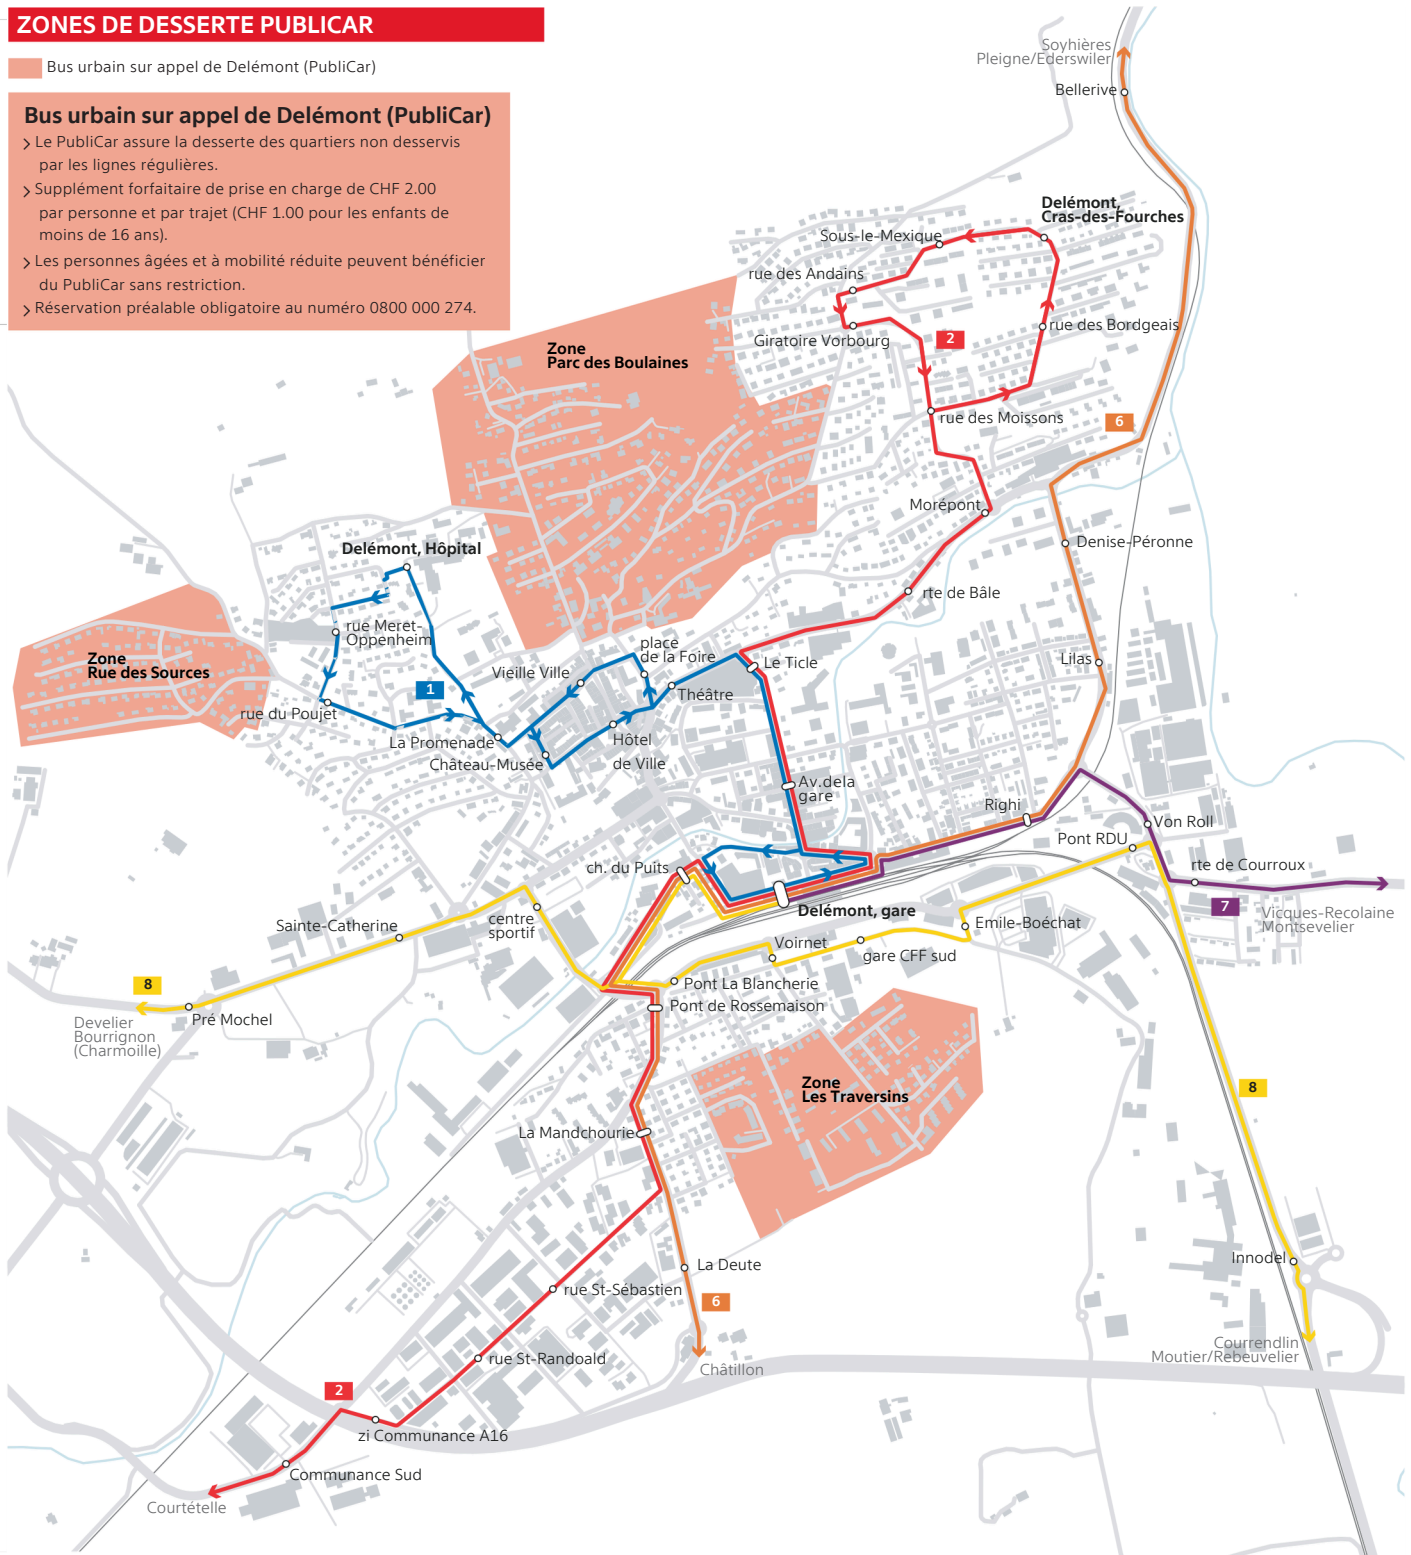 ZONES DE DESSERTE PUBLICAR
Bus urbain sur appel de Delémont (PubliCar)
Bus urbain sur appel de Delémont (PubliCar)
› Le PubliCar assure la desserte des quartiers non desservis
par les lignes régulières.
› Supplément forfaitaire de prise en charge de CHF 2.00
par personne et par trajet (CHF 1.00 pour les enfants de
moins de 16 ans).
› Les personnes âgées et à mobilité réduite peuvent bénéficier
du PubliCar sans restriction.
› Réservation préalable obligatoire au numéro 0800 000 274.
Soyhières
Pleigne/Ederswiler
Bellerive
Delémont,
Cras-des-Fourches
Sous-le-Mexique
rue des Andains
rue des Bordgeais
Giratoire Vorbourg
2
Zone
Parc des Boulaines
rue des Moissons
6
Morépont
Denise-Péronne
Delémont, Hôpital
rte de Bâle
rue Meret-
Oppenheim
place
de la Foire
Zone
Rue des Sources
Vieille Ville
Le Ticle
Lilas
1
Théâtre
rue du Poujet
La Promenade
Hôtel
de Ville
Château-Musée
Av.dela
gare
Righi
Von Roll
Pont RDU
ch. du Puits
rte de Courroux
7
Delémont, gare
Vicques-Recolaine
Montsevelier
centre
sportif
Sainte-Catherine
Emile-Boéchat
Voirnet
gare CFF sud
8
Pont La Blancherie
Pont de Rossemaison
Pré Mochel
Develier
Bourrignon
(Charmoille)
Zone
Les Traversins
8
La Mandchourie
Innodel
La Deute
rue St-Sébastien
6
Courrendlin
Moutier/Rebeuvelier
rue St-Randoald
Châtillon
2
zi Communance A16
Communance Sud
Courtételle